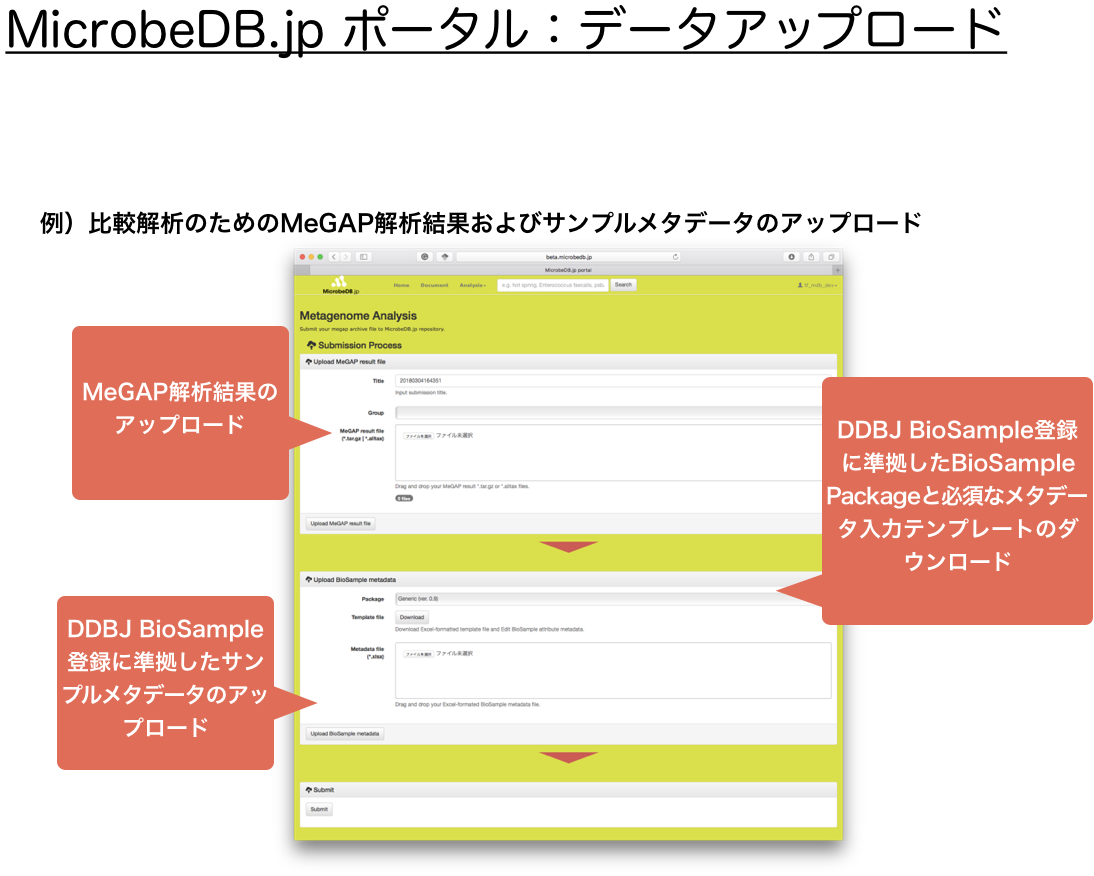 MicrobeDB.jp ポータル：データアップロード
例）比較解析のためのMeGAP解析結果およびサンプルメタデータのアップロード
beta.microbedb.jp
MicrobeDB.jp portal
MicrobeDB.jp
Home Document Analysis e.g. hot spring, Enterococcus faecalis, Search
Metagenome Analysis
Submit your megap archive file to MicrobeDB.jp repository.
Submission Process
Upload MeGAP result file
Title 20180304164351
Input submission title.
Group
MeGAP result file
(*.tar.gz | *.alltax)
ファイルを選択 ファイル未選択
Drag and drop your MeGAP result *.tar.gz or *.alltax files.
0 files
Upload MeGAP result file
Upload BioSample metadata
Package Generic (ver. 0.9)
Template file Download
Download Excel-formatted template file and Edit BioSample attribute metadata.
Metadata file
(*.xlsx)
ファイルを選択 ファイル未選択
Drag and drop your Excel-formated BioSample metadata file.
Upload BioSample metadata
Submit
Submit
MeGAP解析結果の
アップロード
DDBJ BioSample登録
に準拠したBioSample
Packageと必須なメタデー
タ入力テンプレートのダ
ウンロード
DDBJ BioSample
登録に準拠したサン
プルメタデータのアッ
プロード